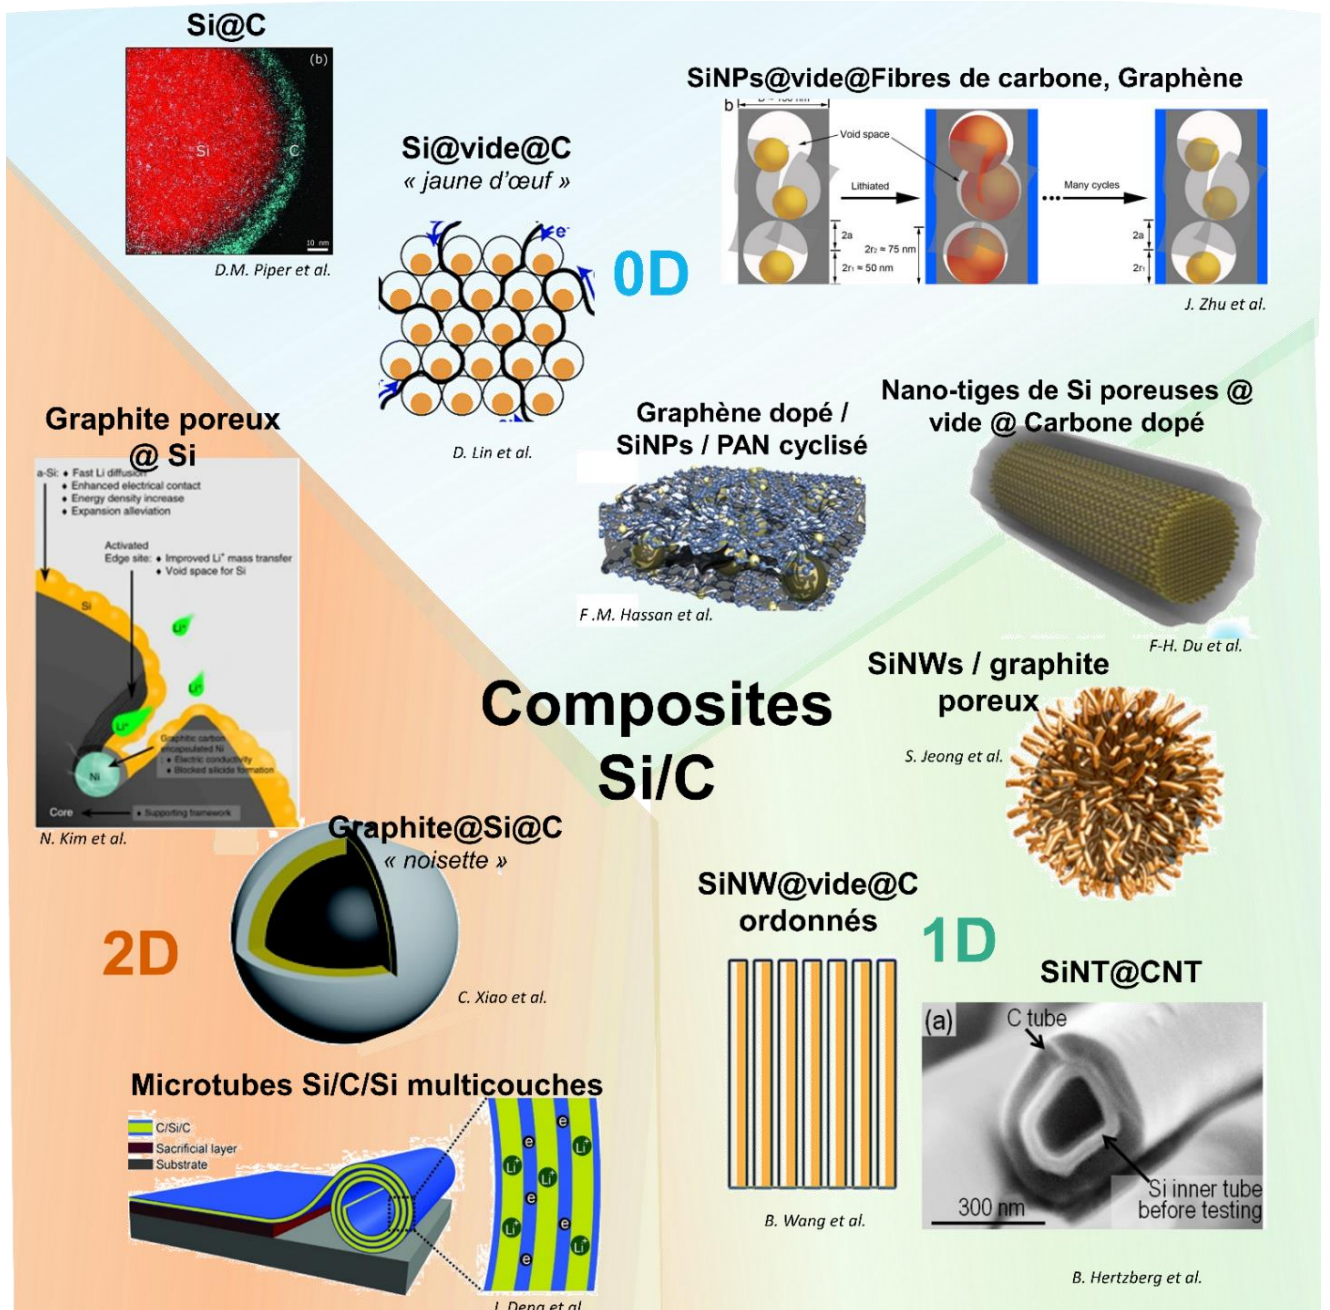 Si@C
(b)
Si
C
10 nm
D.M. Piper et al.
Si@vide@C
« jaune d'œuf »
e-
D. Lin et al.
0D
SiNPs@vide@Fibres de carbone, Graphène
b
Void space
Lithiated
Many cycles
2a
2r₂ ≈ 75 nm
2r₁ ≈ 50 nm
2a
2r₁
J. Zhu et al.
Graphène dopé /
SiNPs / PAN cyclisé
F .M. Hassan et al.
Nano-tiges de Si poreuses @
vide @ Carbone dopé
F-H. Du et al.
Graphite poreux
@ Si
a-Si: ♦ Fast Li diffusion
♦ Enhanced electrical contact
♦ Energy density increase
♦ Expansion alleviation
Activated
Edge site: ♦ Improved Li⁺ mass transfer
♦ Void space for Si
Si
Li⁺
Li⁺
Li⁺
Graphitic carbon
encapsulated Ni
: ♦ Electric conductivity
♦ Blocked silicide formation
Ni
Core
♦ Supporting framework
N. Kim et al.
Composites
Si/C
SiNWs / graphite
poreux
S. Jeong et al.
Graphite@Si@C
« noisette »
2D
C. Xiao et al.
SiNW@vide@C
ordonnés
B. Wang et al.
1D
SiNT@CNT
(a)
C tube
Si inner tube
before testing
300 nm
B. Hertzberg et al.
Microtubes Si/C/Si multicouches
C/Si/C
Sacrificial layer
Substrate
e
Li⁺
e
Li⁺
Li⁺
e
e
Li⁺
Li⁺
e
J. Deng et al.